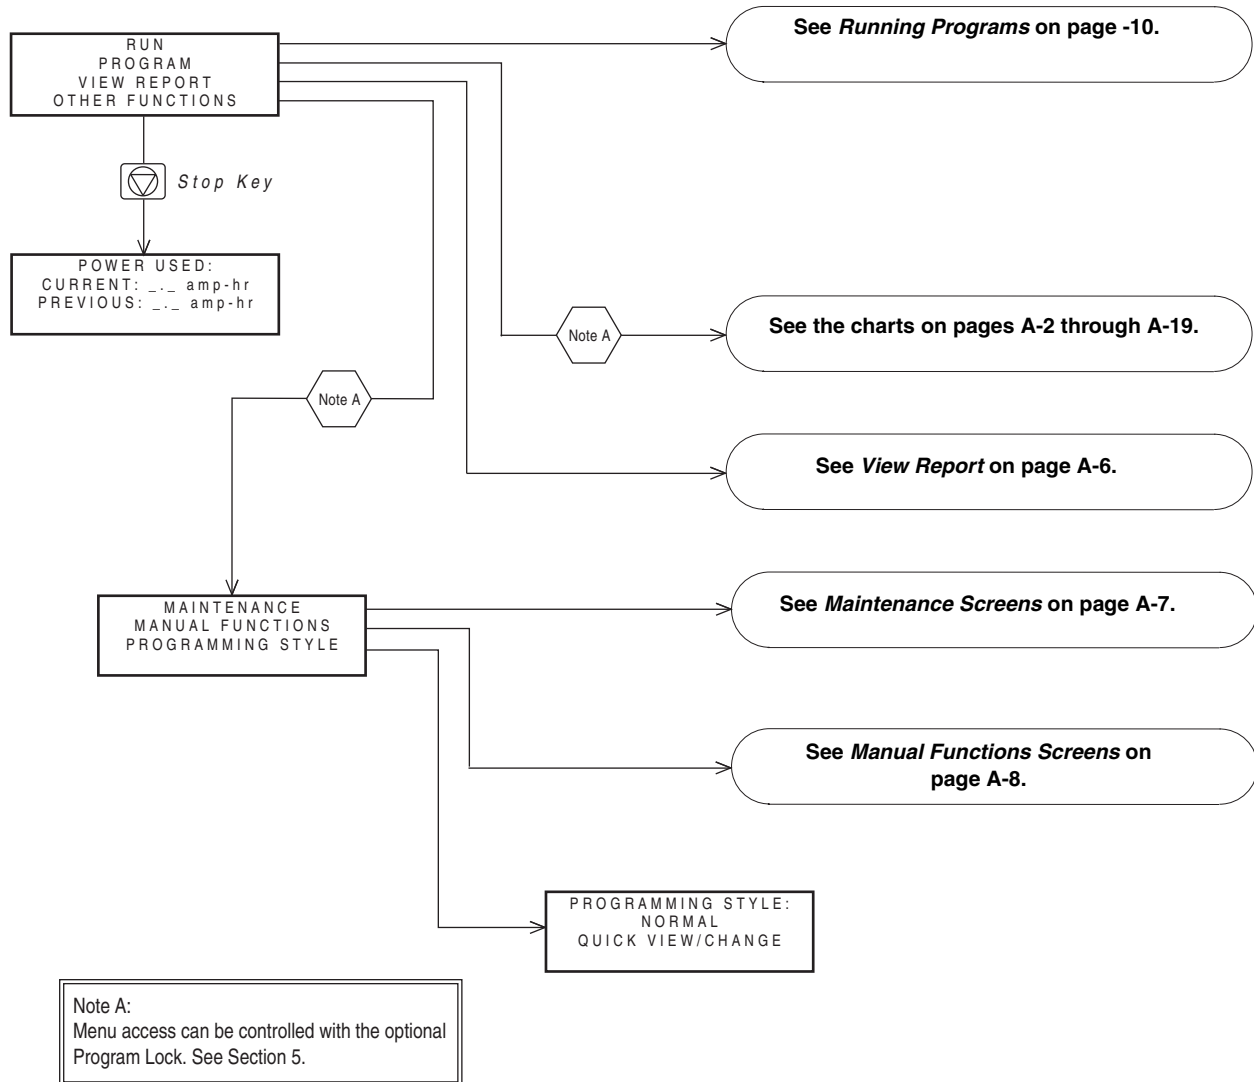 RUN
PROGRAM
VIEW REPORT
OTHER FUNCTIONS
See Running Programs on page -10.
Stop Key
POWER USED:
CURRENT: _._ amp-hr
PREVIOUS: _._ amp-hr
Note A
See the charts on pages A-2 through A-19.
Note A
See View Report on page A-6.
MAINTENANCE
MANUAL FUNCTIONS
PROGRAMMING STYLE
See Maintenance Screens on page A-7.
See Manual Functions Screens on
page A-8.
PROGRAMMING STYLE:
NORMAL
QUICK VIEW/CHANGE
Note A:
Menu access can be controlled with the optional
Program Lock. See Section 5.